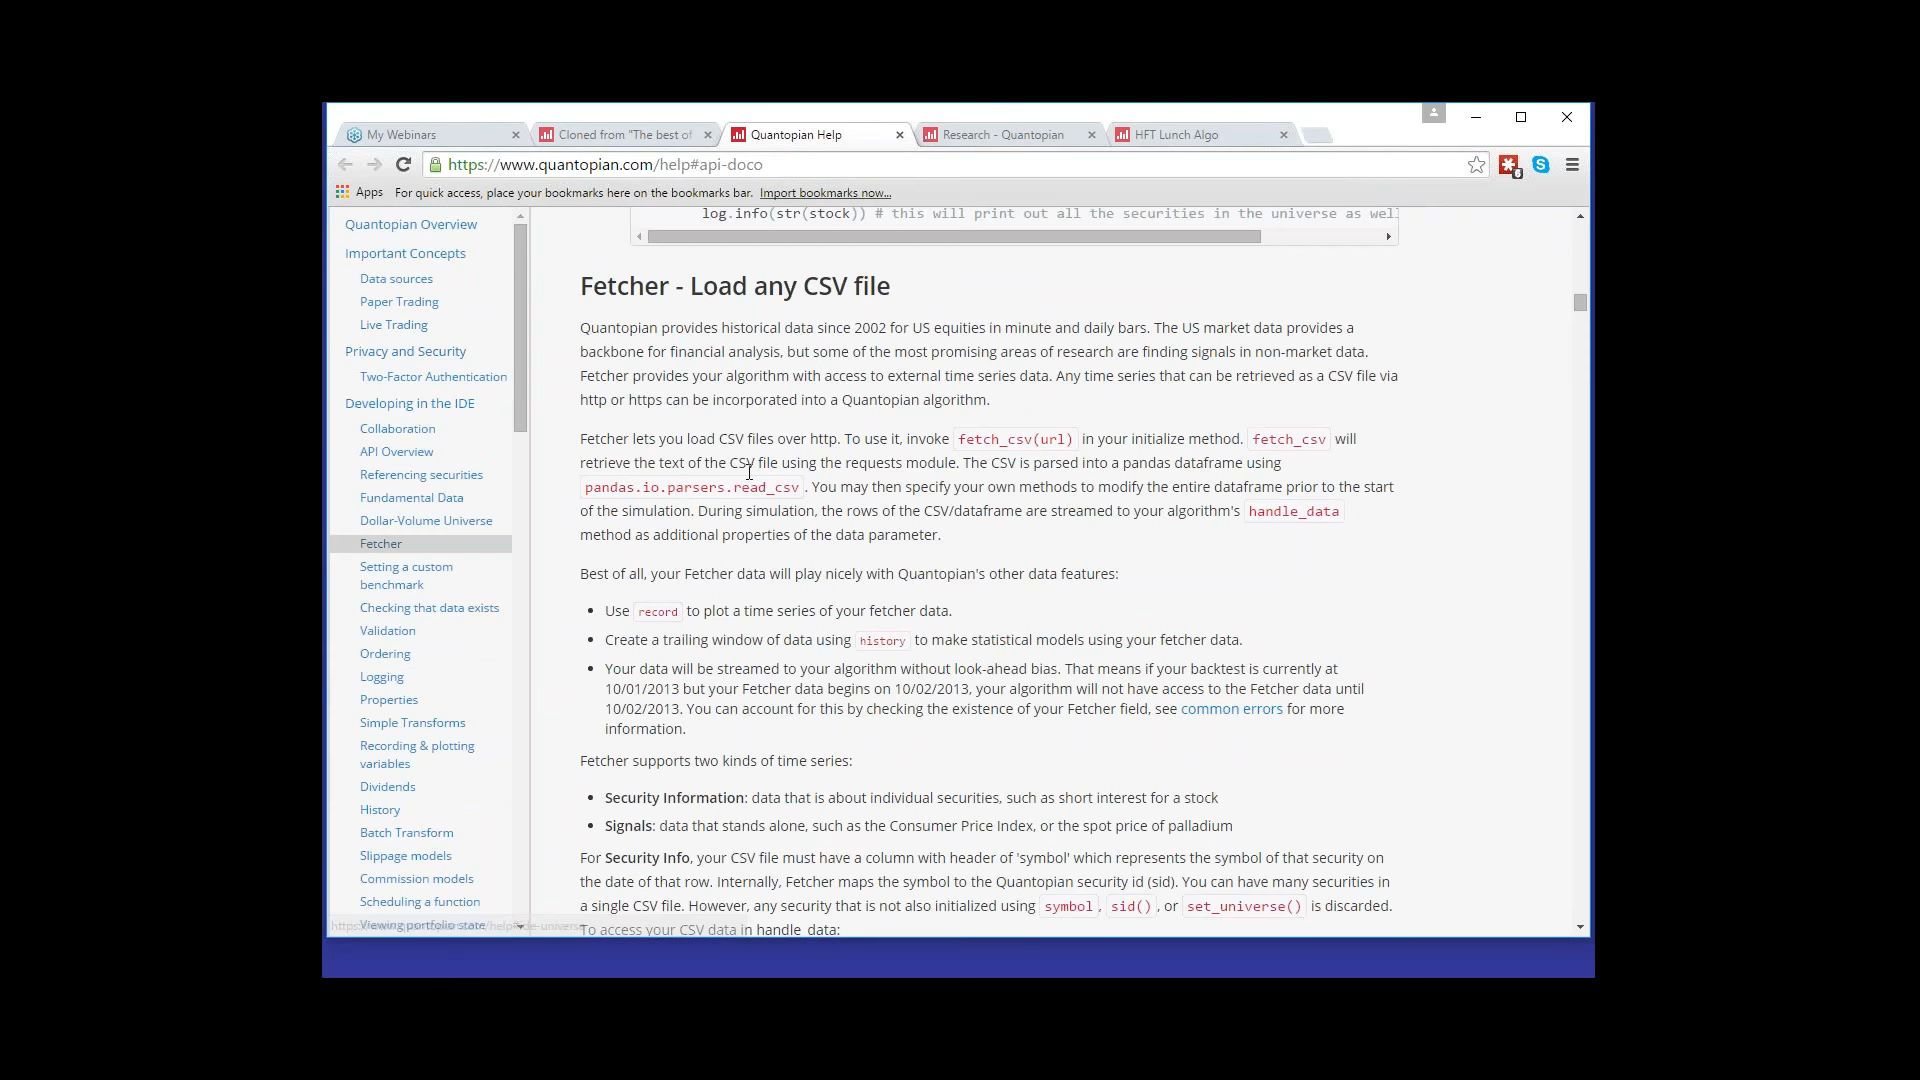 My Webinars
Cloned from "The best of
Quantopian Help
Research - Quantopian
HFT Lunch Algo
https://www.quantopian.com/help#api-doco
6
Apps
For quick access, place your bookmarks here on the bookmarks bar. Import bookmarks now...
Quantopian Overview
Important Concepts
Data sources
Paper Trading
Live Trading
Privacy and Security
Two-Factor Authentication
Developing in the IDE
Collaboration
API Overview
Referencing securities
Fundamental Data
Dollar-Volume Universe
Fetcher
Setting a custom
benchmark
Checking that data exists
Validation
Ordering
Logging
Properties
Simple Transforms
Recording & plotting
variables
Dividends
History
Batch Transform
Slippage models
Commission models
Scheduling a function
Viewing portfolio state
log.info(str(stock)) # this will print out all the securities in the universe as well
Fetcher - Load any CSV file
Quantopian provides historical data since 2002 for US equities in minute and daily bars. The US market data provides a
backbone for financial analysis, but some of the most promising areas of research are finding signals in non-market data.
Fetcher provides your algorithm with access to external time series data. Any time series that can be retrieved as a CSV file via
http or https can be incorporated into a Quantopian algorithm.
Fetcher lets you load CSV files over http. To use it, invoke fetch_csv(url) in your initialize method. fetch_csv will
retrieve the text of the CSV file using the requests module. The CSV is parsed into a pandas dataframe using
pandas.io.parsers.read_csv . You may then specify your own methods to modify the entire dataframe prior to the start
of the simulation. During simulation, the rows of the CSV/dataframe are streamed to your algorithm's handle_data
method as additional properties of the data parameter.
Best of all, your Fetcher data will play nicely with Quantopian's other data features:
• Use record to plot a time series of your fetcher data.
• Create a trailing window of data using history to make statistical models using your fetcher data.
• Your data will be streamed to your algorithm without look-ahead bias. That means if your backtest is currently at
10/01/2013 but your Fetcher data begins on 10/02/2013, your algorithm will not have access to the Fetcher data until
10/02/2013. You can account for this by checking the existence of your Fetcher field, see common errors for more
information.
Fetcher supports two kinds of time series:
• Security Information: data that is about individual securities, such as short interest for a stock
• Signals: data that stands alone, such as the Consumer Price Index, or the spot price of palladium
For Security Info, your CSV file must have a column with header of 'symbol' which represents the symbol of that security on
the date of that row. Internally, Fetcher maps the symbol to the Quantopian security id (sid). You can have many securities in
a single CSV file. However, any security that is not also initialized using symbol , sid() , or set_universe() is discarded.
To access your CSV data in handle_data: